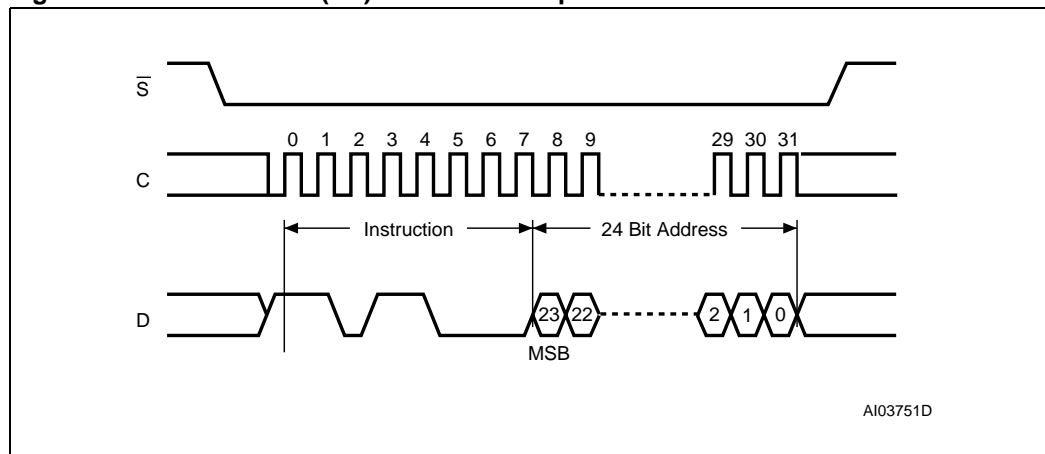 S
0 1 2 3 4 5 6 7 8 9 29 30 31
C
Instruction 24 Bit Address
D
23 22 2 1 0
MSB
AI03751D